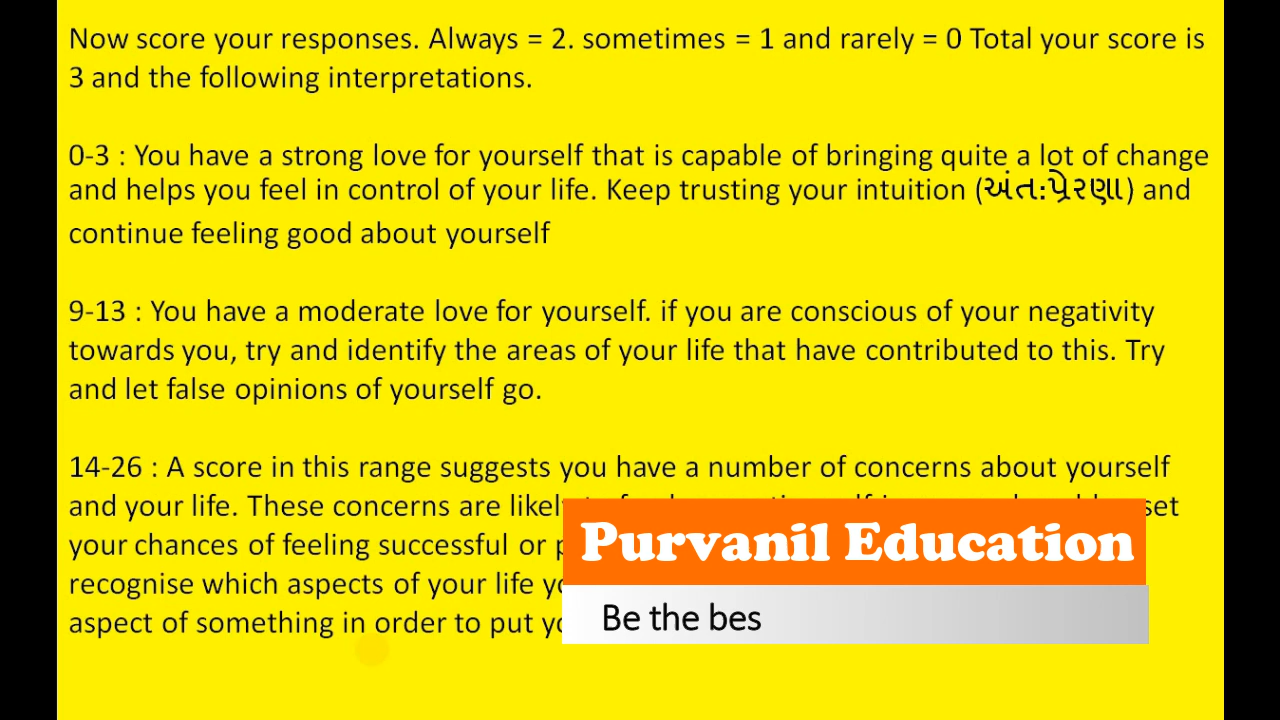 Now score your responses. Always = 2. sometimes = 1 and rarely = 0 Total your score is
3 and the following interpretations.
0-3 : You have a strong love for yourself that is capable of bringing quite a lot of change
and helps you feel in control of your life. Keep trusting your intuition (અંતઃપ્રેરણા) and
continue feeling good about yourself
9-13 : You have a moderate love for yourself. if you are conscious of your negativity
towards you, try and identify the areas of your life that have contributed to this. Try
and let false opinions of yourself go.
14-26 : A score in this range suggests you have a number of concerns about yourself
and your life. These concerns are likely
your chances of feeling successful or
recognise which aspects of your life
aspect of something in order to put
Purvanil Education
Be the bes